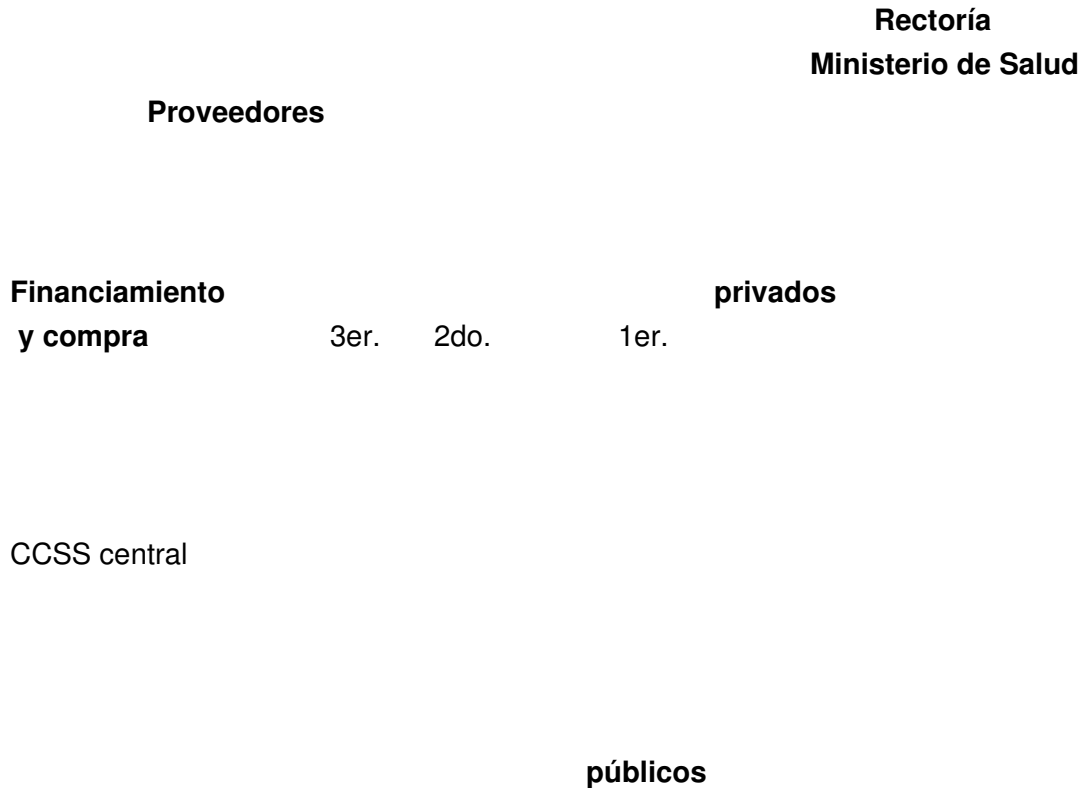 Rectoría
Ministerio de Salud
Proveedores
Financiamiento privados
y compra 3er. 2do. 1er.
CCSS central
públicos